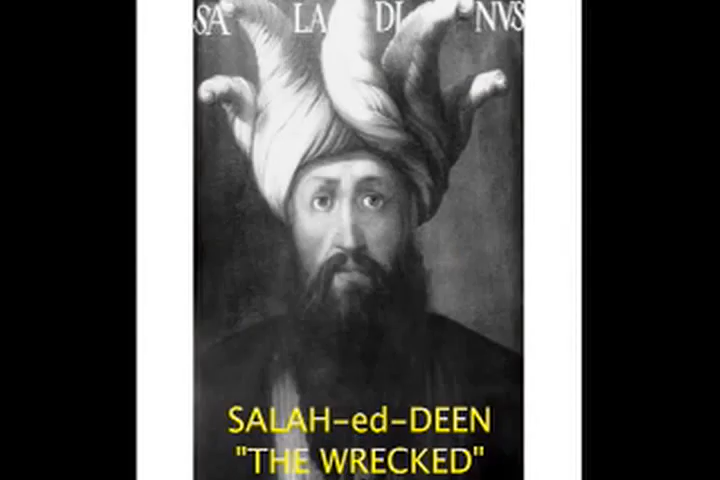 SA LA DI NVS
SALAH-ed-DEEN
"THE WRECKED"